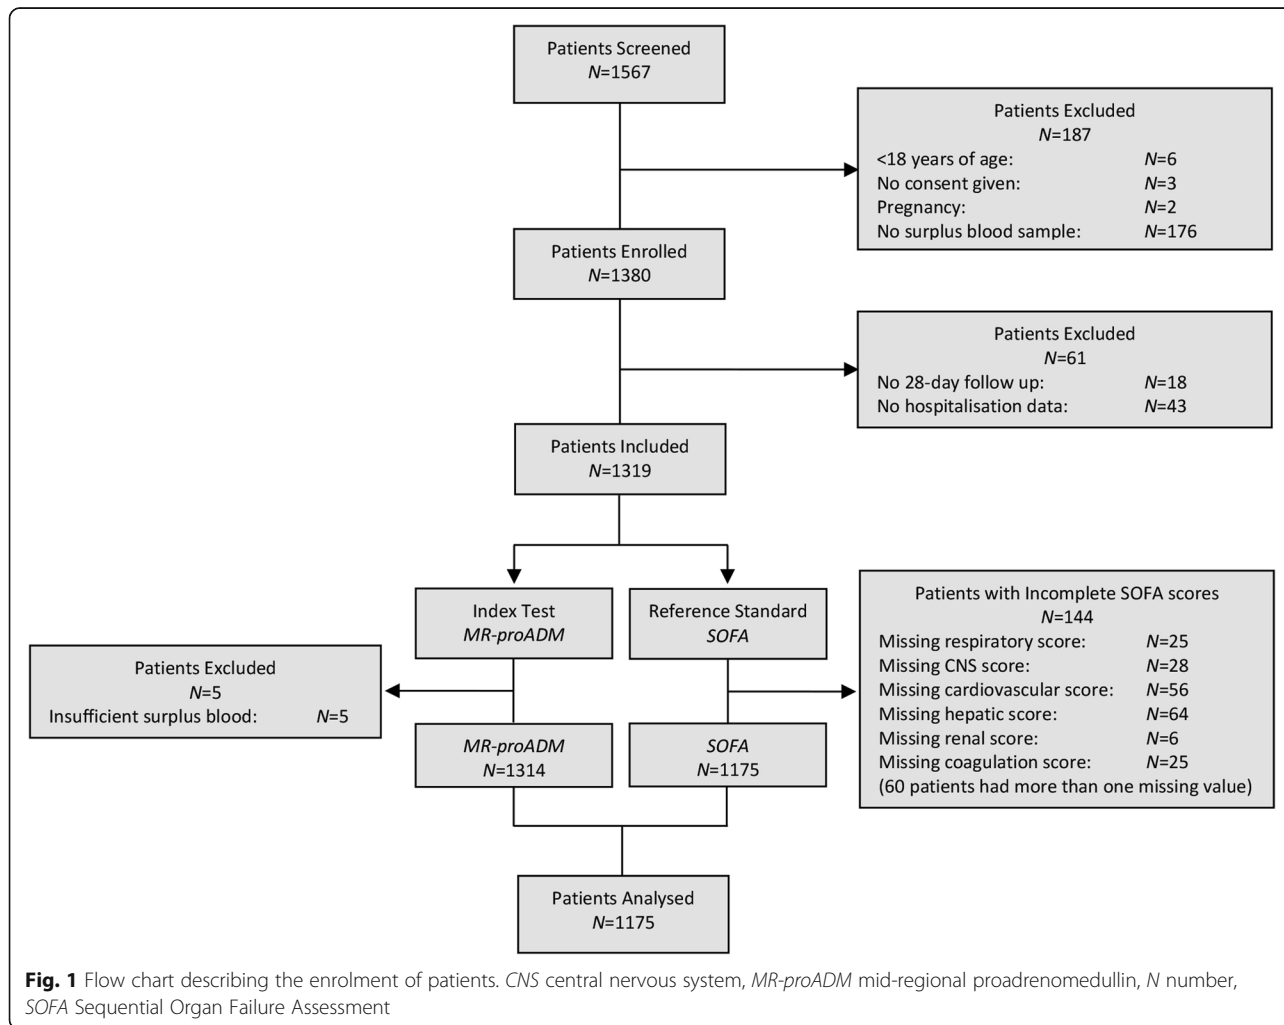 Patients Screened
N=1567
Patients Excluded
N=187
<18 years of age: N=6
No consent given: N=3
Pregnancy: N=2
No surplus blood sample: N=176
Patients Enrolled
N=1380
Patients Excluded
N=61
No 28-day follow up: N=18
No hospitalisation data: N=43
Patients Included
N=1319
Index Test
MR-proADM
Reference Standard
SOFA
Patients with Incomplete SOFA scores
N=144
Missing respiratory score: N=25
Missing CNS score: N=28
Missing cardiovascular score: N=56
Missing hepatic score: N=64
Missing renal score: N=6
Missing coagulation score: N=25
(60 patients had more than one missing value)
Patients Excluded
N=5
Insufficient surplus blood: N=5
MR-proADM
N=1314
SOFA
N=1175
Patients Analysed
N=1175
Fig. 1 Flow chart describing the enrolment of patients. CNS central nervous system, MR-proADM mid-regional proadrenomedullin, N number,
SOFA Sequential Organ Failure Assessment